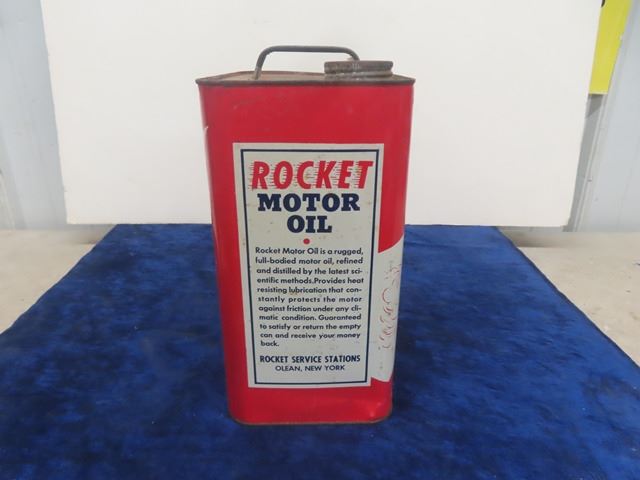 ROCKET
MOTOR
OIL
Rocket Motor Oil is a rugged,
full-bodied motor oil, refined
and distilled by the latest sci-
entific methods.Provides heat
resisting lubrication that con-
stantly protects the motor
against friction under any cli-
matic condition. Guaranteed
to satisfy or return the empty
can and receive your money
back.
ROCKET SERVICE STATIONS
OLEAN, NEW YORK